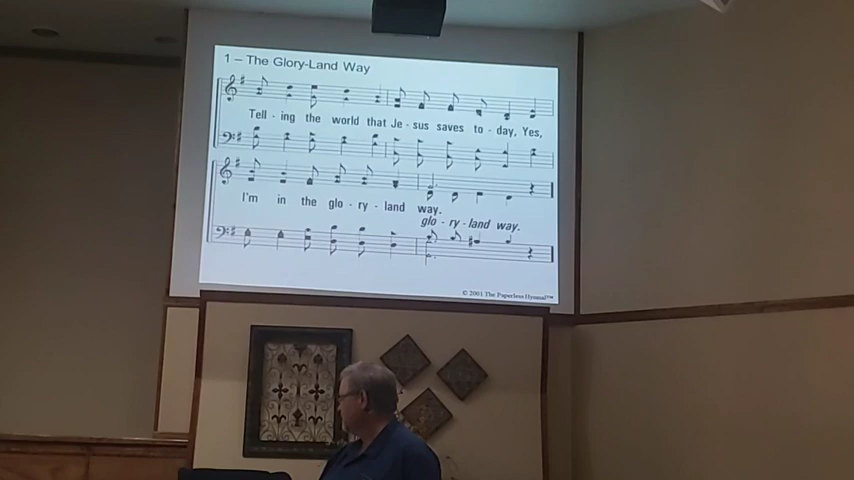 1 – The Glory-Land Way
Tell - ing the world that Je - sus saves to - day, Yes,
I'm in the glo - ry - land way.
glo - ry - land way.
© 2001 The Paperless Hymnal™